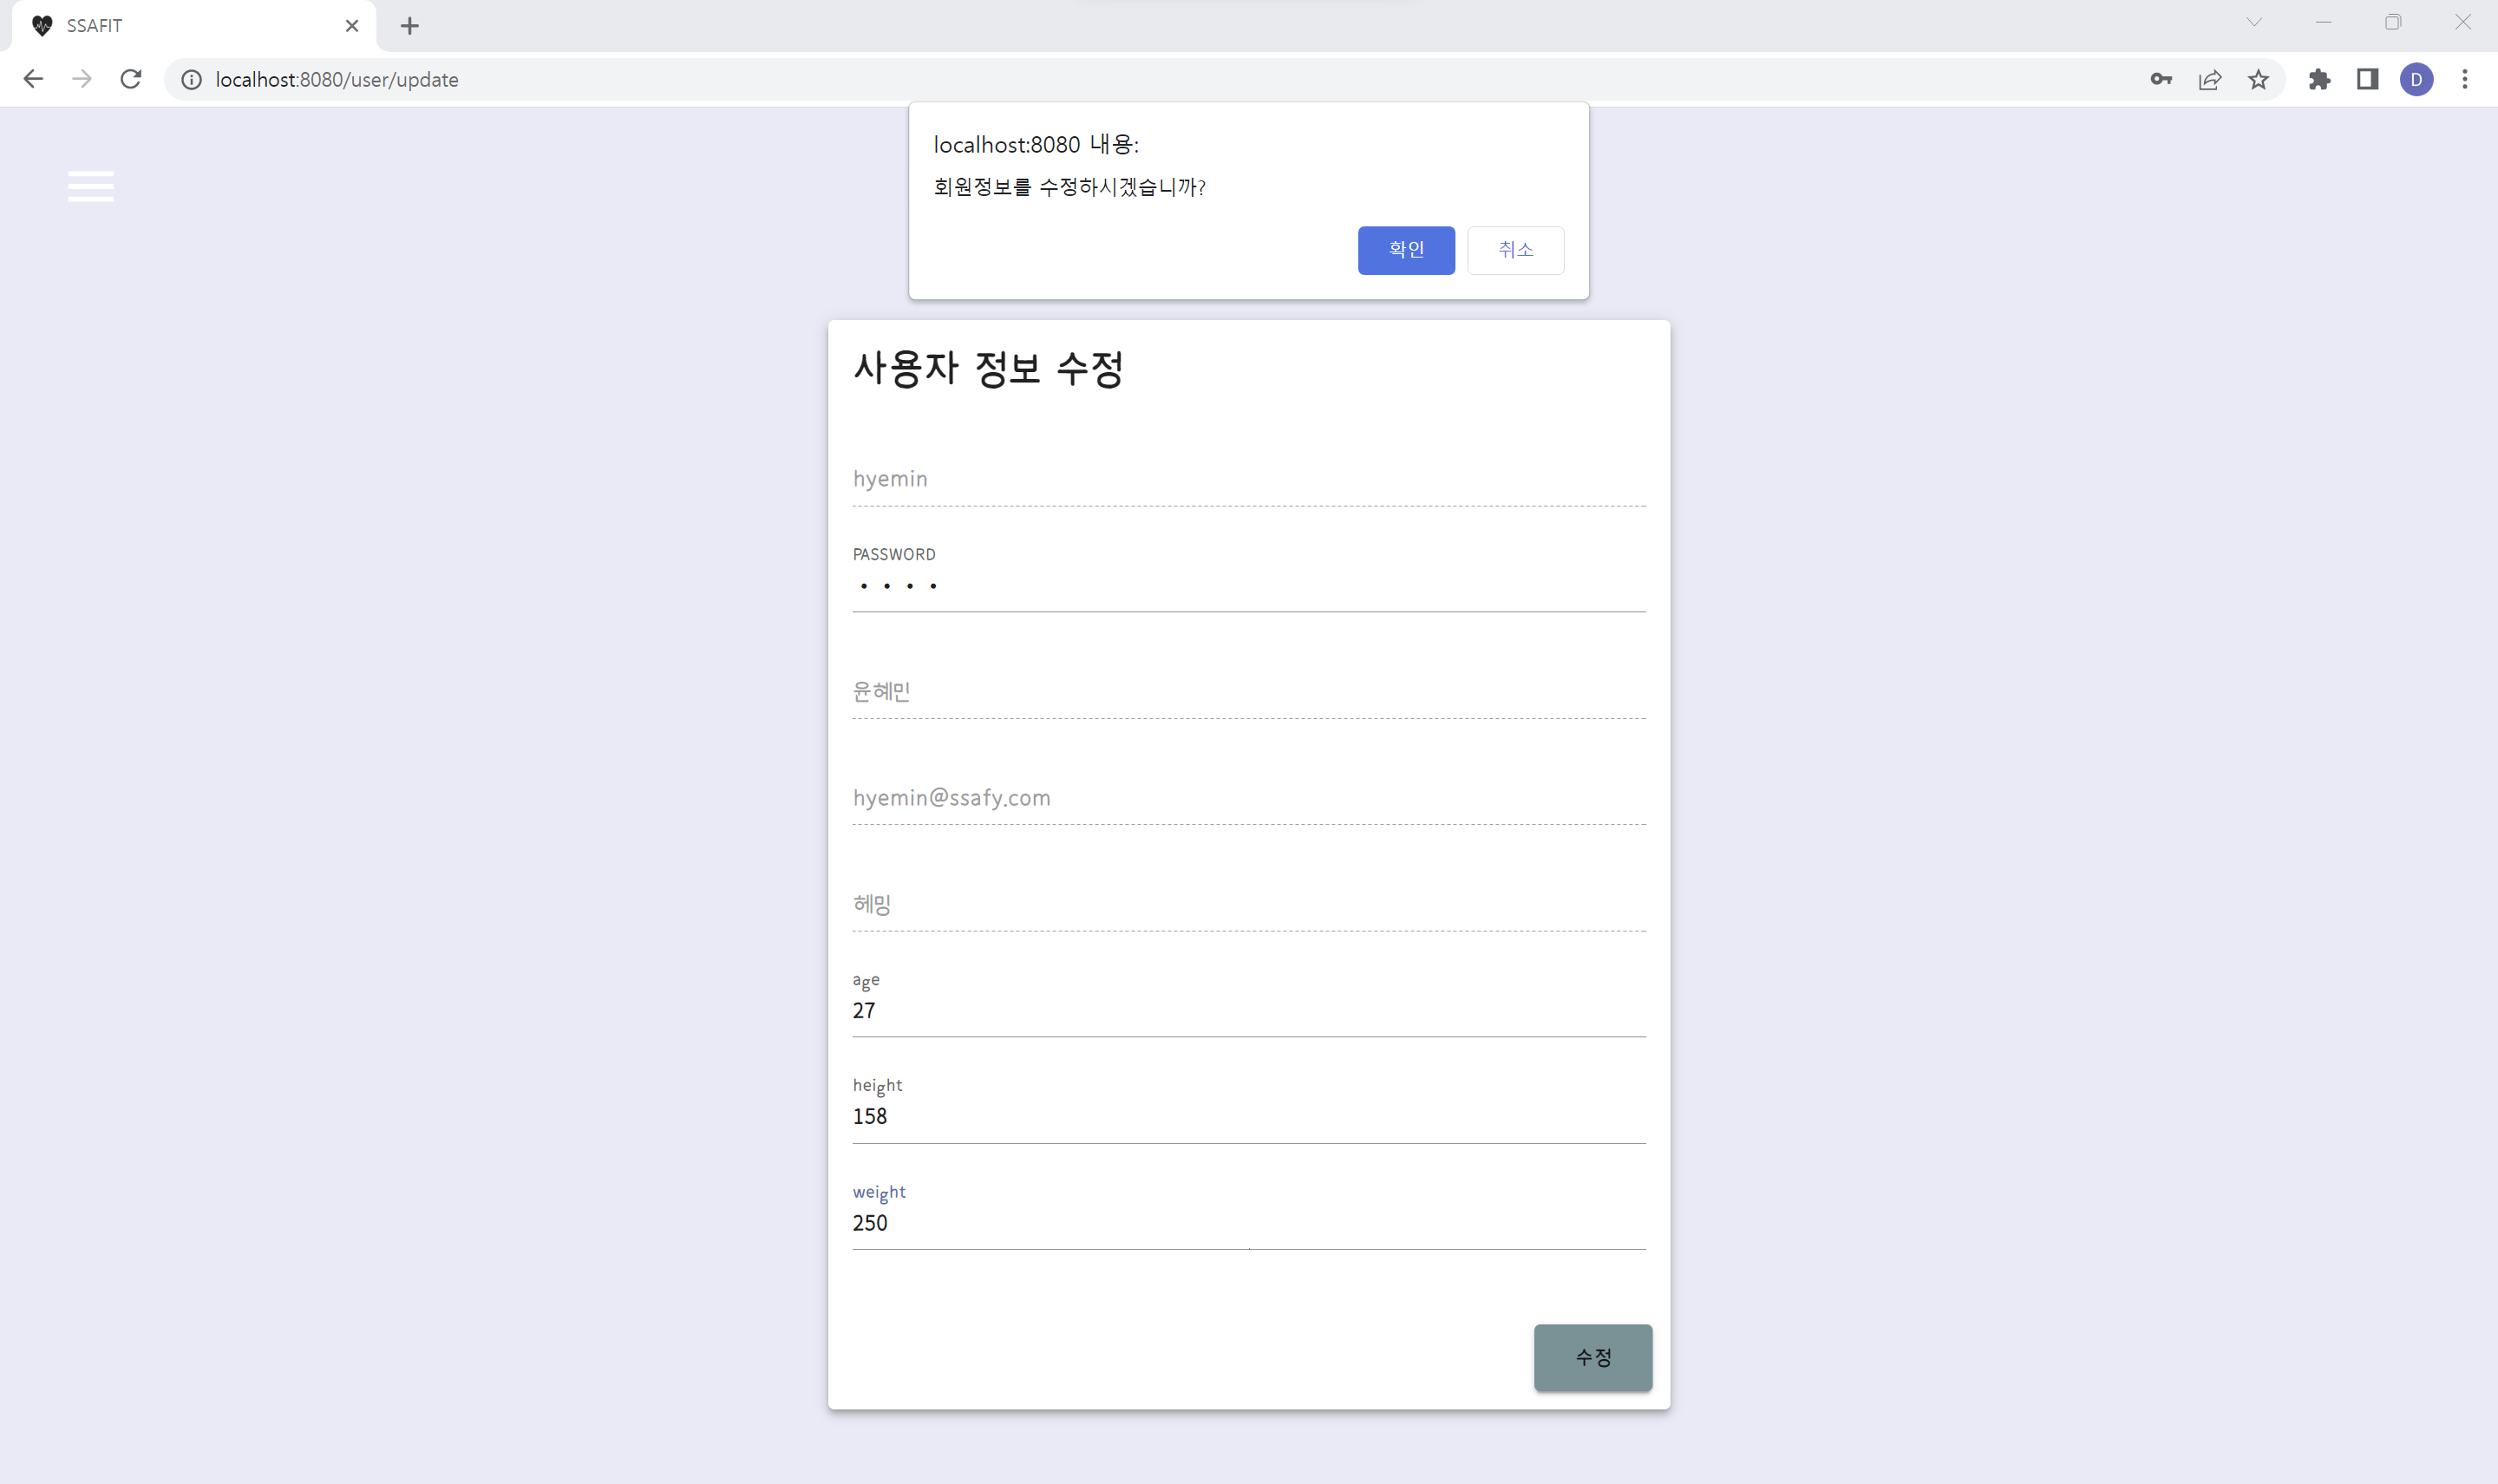 SSAFIT
localhost:8080/user/update
D
localhost:8080 내용:
회원정보를 수정하시겠습니까?
확인 취소
사용자 정보 수정
hyemin
PASSWORD
윤혜민
hyemin@ssafy.com
헤밍
age
27
height
158
weight
250
수정